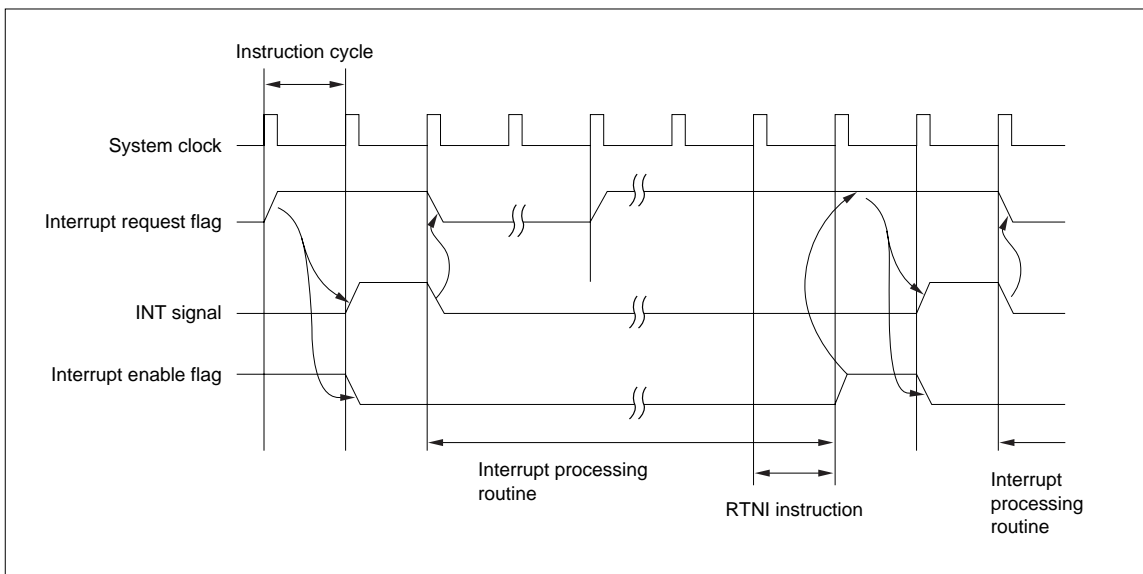 Instruction cycle
System clock
Interrupt request flag
INT signal
Interrupt enable flag
Interrupt processing
routine
RTNI instruction
Interrupt
processing
routine